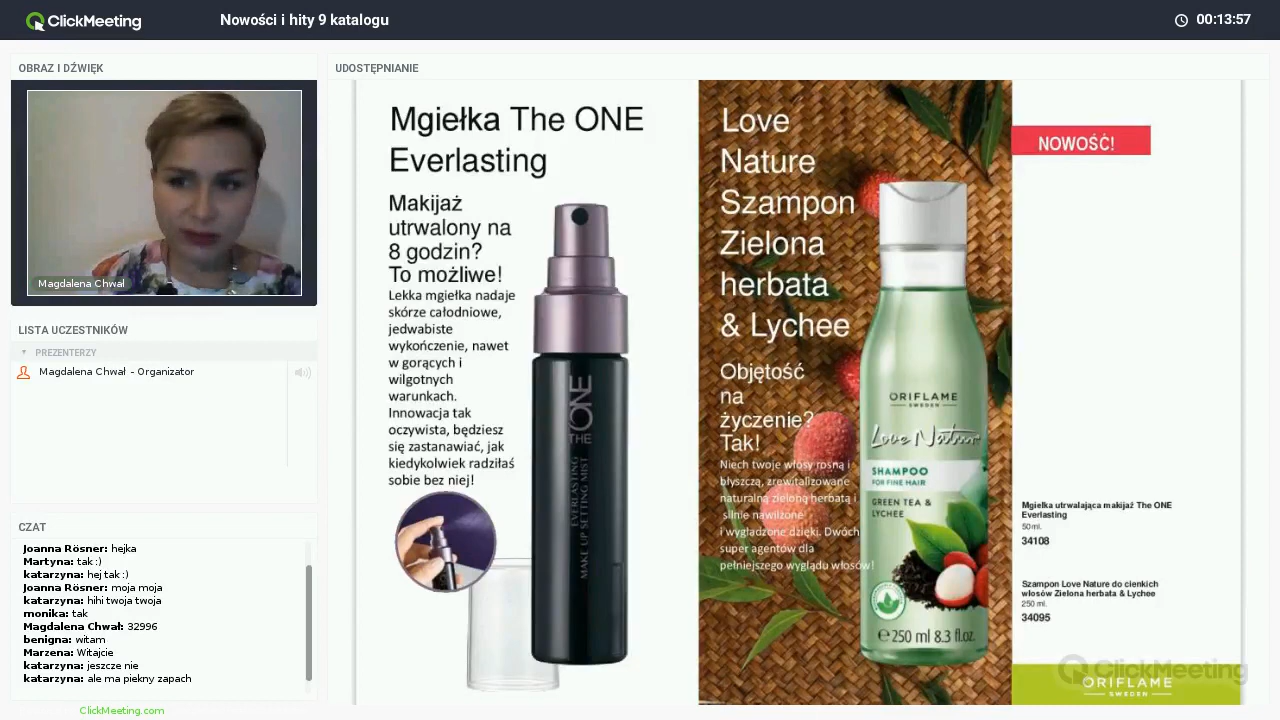 ClickMeeting
Nowości i hity 9 katalogu
00:13:57
OBRAZ I DŹWIĘK
Magdalena Chwał
LISTA UCZESTNIKÓW
PREZENTERZY
Magdalena Chwał - Organizator
CZAT
Joanna Rösner: hejka
Martyna: tak :)
katarzyna: hej tak :)
Joanna Rösner: moja moja
katarzyna: hihi twoja twoja
monika: tak
Magdalena Chwał: 32996
benigna: witam
Marzena: Witajcie
katarzyna: jeszcze nie
katarzyna: ale ma piekny zapach
ClickMeeting.com
UDOSTĘPNIANIE
Mgiełka The ONE
Everlasting
Makijaż
utrwalony na
8 godzin?
To możliwe!
Lekka mgiełka nadaje
skórze całodniowe,
jedwabiste
wykończenie, nawet
w gorących i
wilgotnych
warunkach.
Innowacja tak
oczywista, będziesz
się zastanawiać, jak
kiedykolwiek radziłaś
sobie bez niej!
THE ONE
EVERLASTING
MAKE UP SETTING MIST
Love
Nature
Szampon
Zielona
herbata
& Lychee
Objętość
na
życzenie?
Tak!
Niech twoje włosy rosną i
błyszczą, zrewitalizowane
naturalną zieloną herbatą i
silnie nawilżone
i wygładzone dzięki. Dwóch
super agentów dla
pełniejszego wyglądu włosów!
ORIFLAME
SWEDEN
Love Nature
SHAMPOO
FOR FINE HAIR
GREEN TEA &
LYCHEE
℮ 250 ml 8.3 fl.oz.
NOWOŚĆ!
Mgiełka utrwalająca makijaż The ONE
Everlasting
50ml.
34108
Szampon Love Nature do cienkich
włosów Zielona herbata & Lychee
250 ml.
34095
ClickMeeting
ORIFLAME
SWEDEN